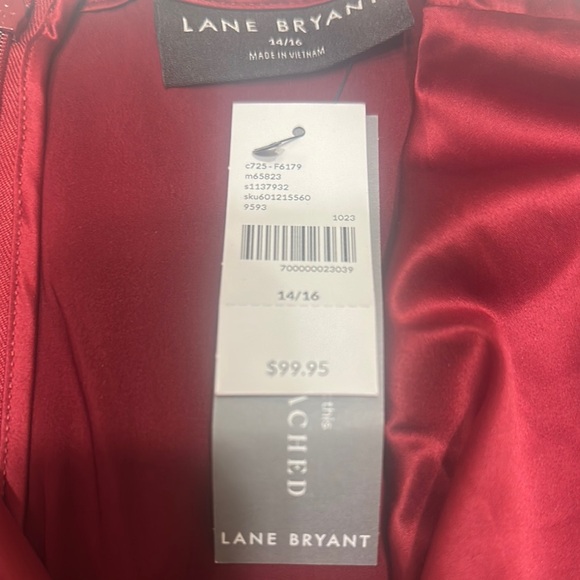 LANE BRYANT
14/16
MADE IN VIETNAM
c725-F6179
m65823
s1137932
sku601215560
9593
1023
700000023039
14/16
$99.95
this
ACHED
LANE BRYANT